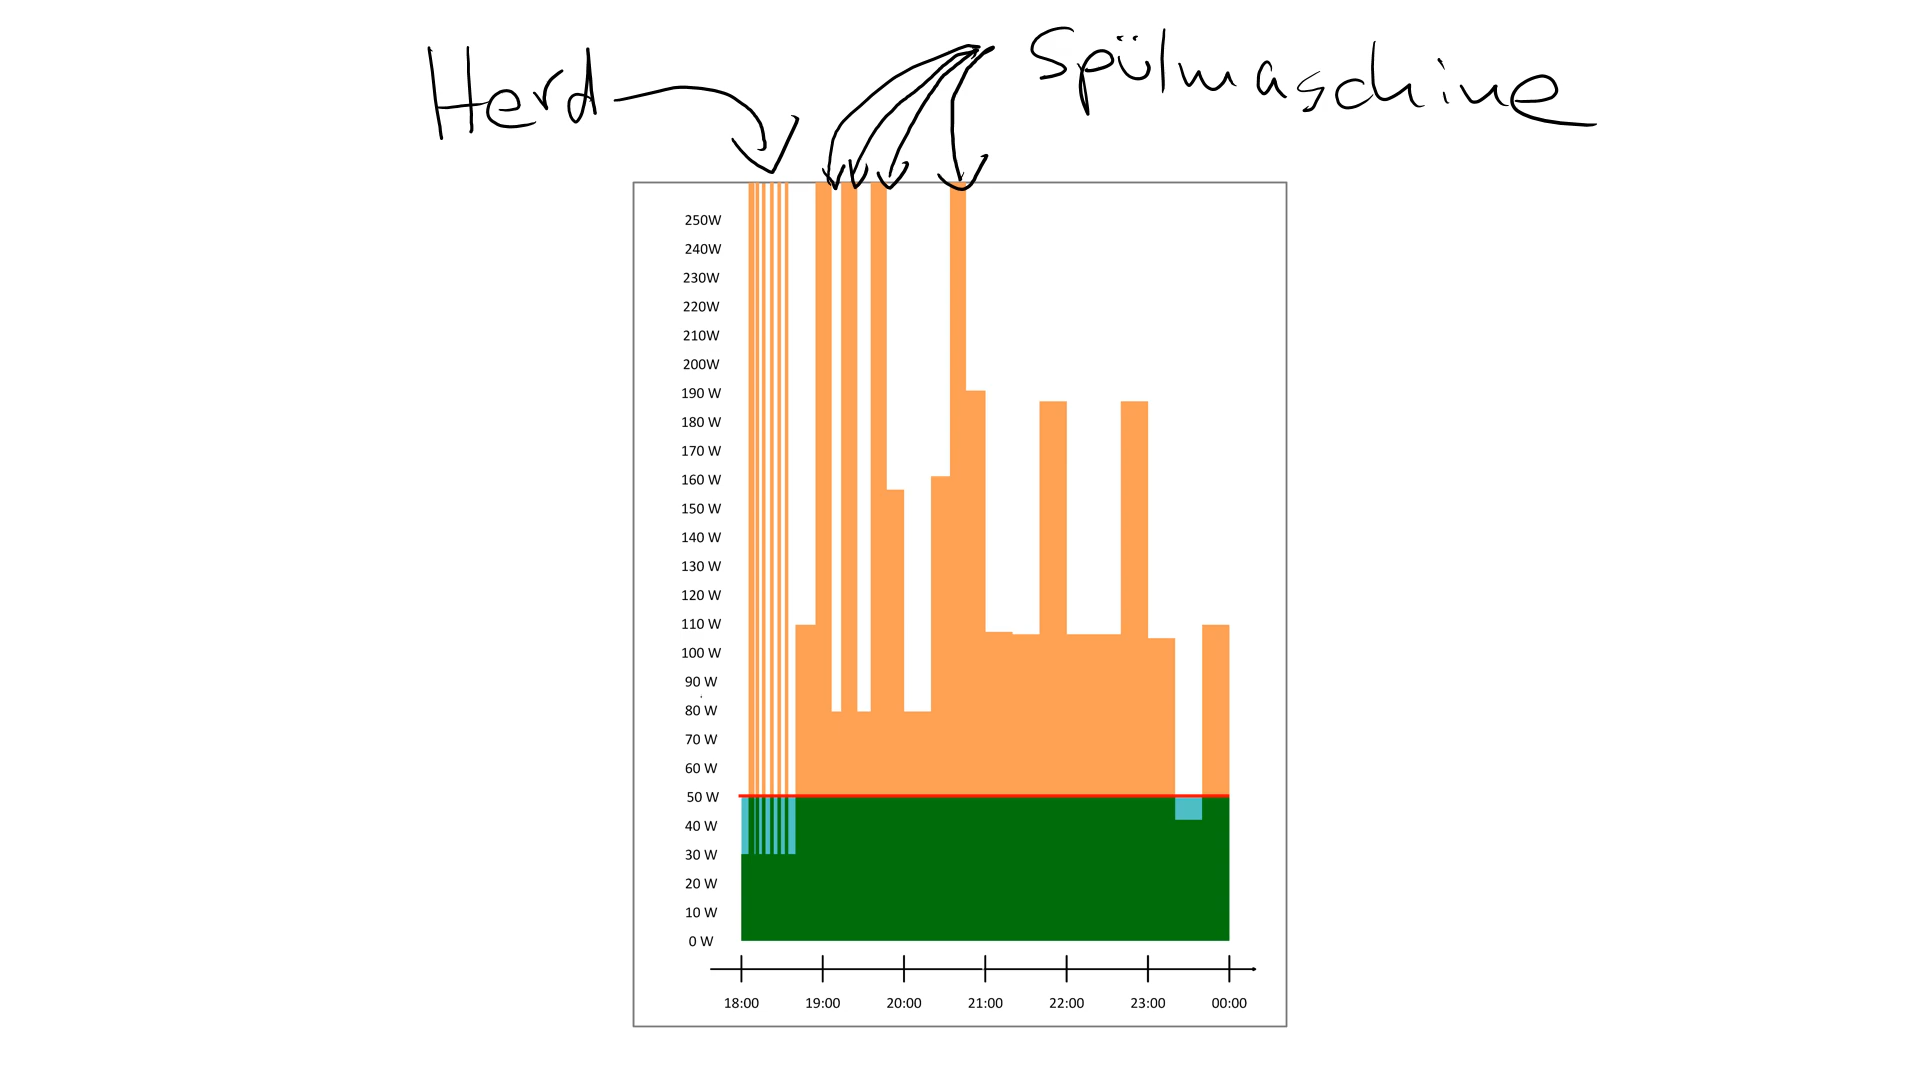 Herd
Spülmaschine
250W
240W
230W
220W
210W
200W
190 W
180 W
170 W
160 W
150 W
140 W
130 W
120 W
110 W
100 W
90 W
80 W
70 W
60 W
50 W
40 W
30 W
20 W
10 W
0 W
18:00 19:00 20:00 21:00 22:00 23:00 00:00